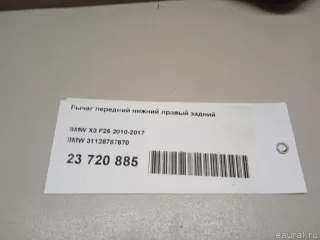 Рычаг передний нижний правый задний
BMW X3 F25 2010-2017
BMW 31126787670
23 720 885
eaural.ru